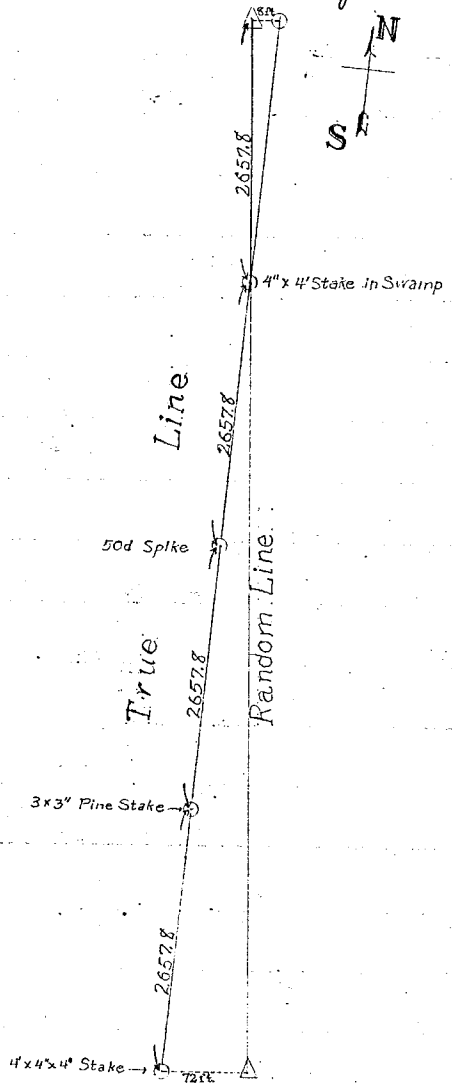 8ft
N
S
2657.8
4" x 4' Stake in Swamp
Line
2657.8
50d Spike
Random Line
True
2657.8
3x3" Pine Stake
2657.8
4'x4"x4" Stake
72ft.